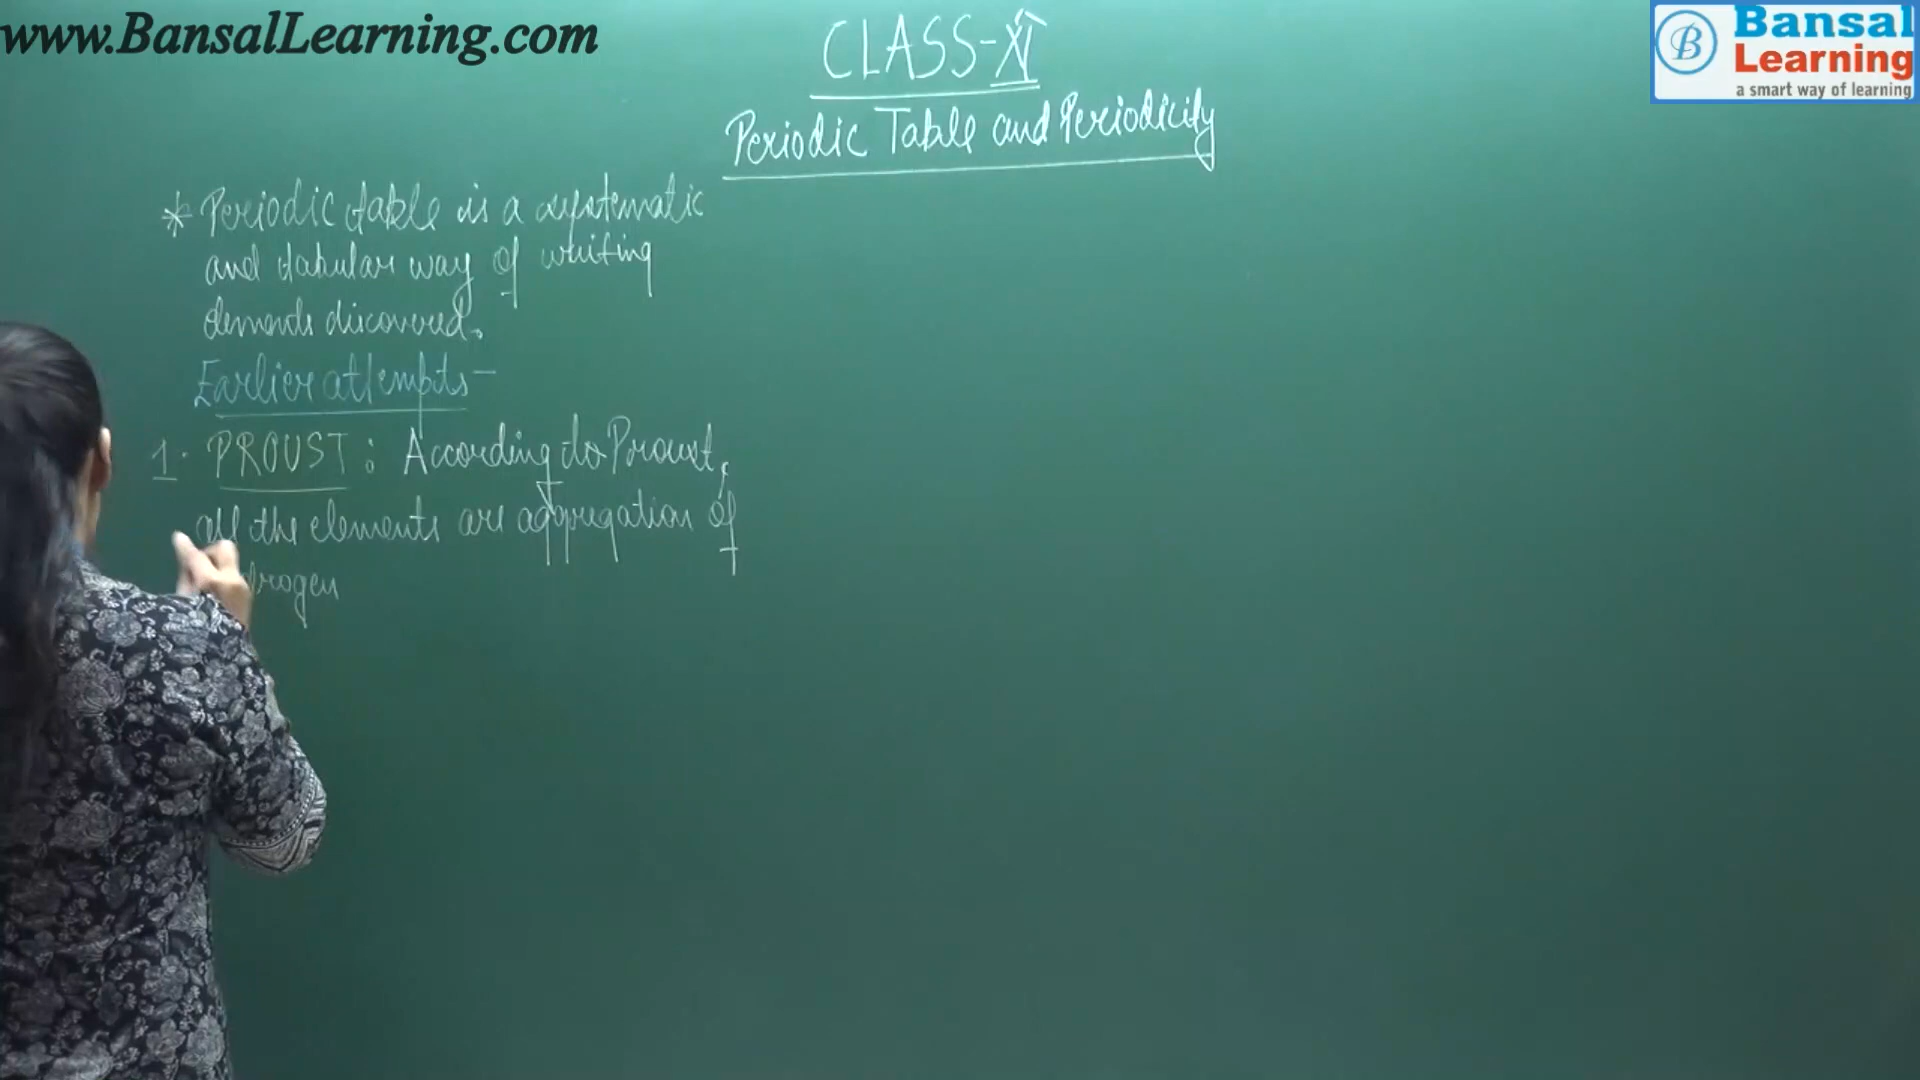 www.BansalLearning.com
Bansal
Learning
a smart way of learning
CLASS-XI
Periodic Table and Periodicity
* Periodic table is a systematic
and tabular way of writing
elements discovered.
Earlier attempts-
1. PROUST: According to Proust,
all the elements are aggregation of
drogen